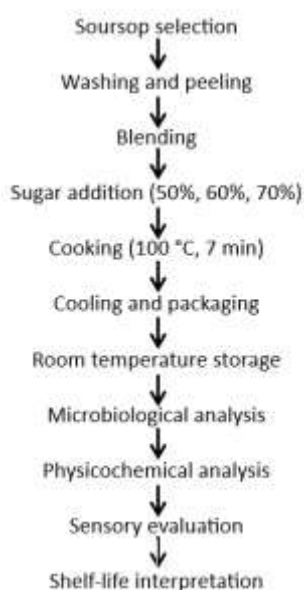 Soursop selection
Washing and peeling
Blending
Sugar addition (50%, 60%, 70%)
Cooking (100 °C, 7 min)
Cooling and packaging
Room temperature storage
Microbiological analysis
Physicochemical analysis
Sensory evaluation
Shelf-life interpretation